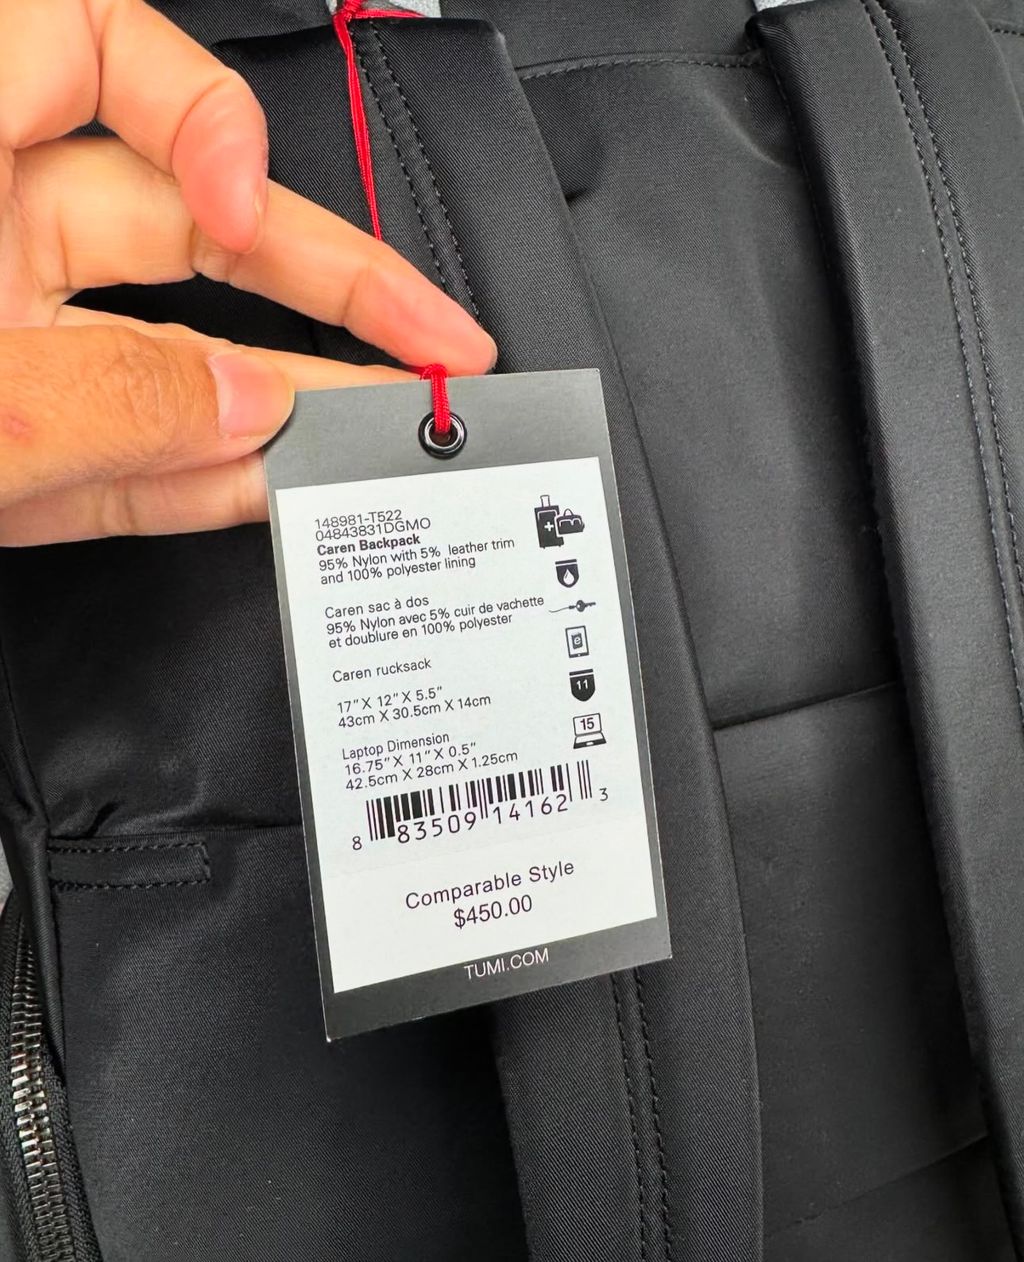 148981-T522
04843831DGMO
Caren Backpack
95% Nylon with 5% leather trim
and 100% polyester lining
Caren sac à dos
95% Nylon avec 5% cuir de vachette
et doublure en 100% polyester
Caren rucksack
17" X 12" X 5.5"
43cm X 30.5cm X 14cm
Laptop Dimension
16.75" X 11" X 0.5"
42.5cm X 28cm X 1.25cm
e
11
15
8 83509 14162 3
Comparable Style
$450.00
TUMI.COM